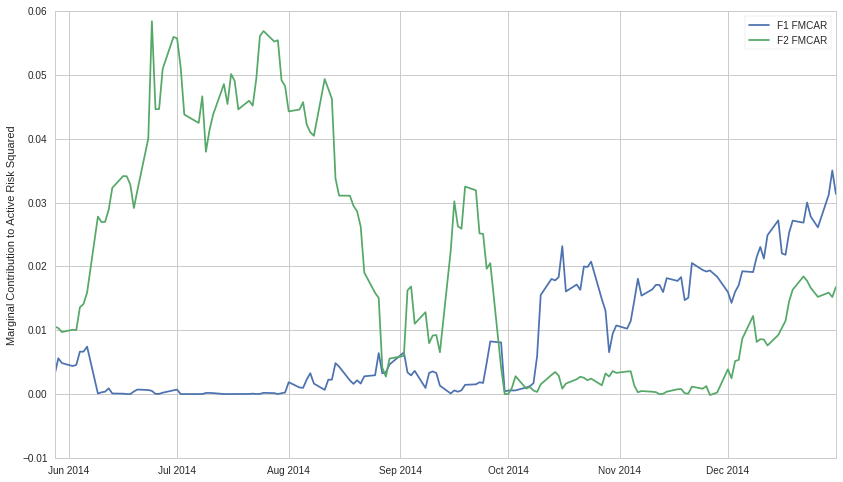 0.06
0.05
0.04
0.03
0.02
0.01
0.00
−0.01
Marginal Contribution to Active Risk Squared
F1 FMCAR
F2 FMCAR
Jun 2014
Jul 2014
Aug 2014
Sep 2014
Oct 2014
Nov 2014
Dec 2014